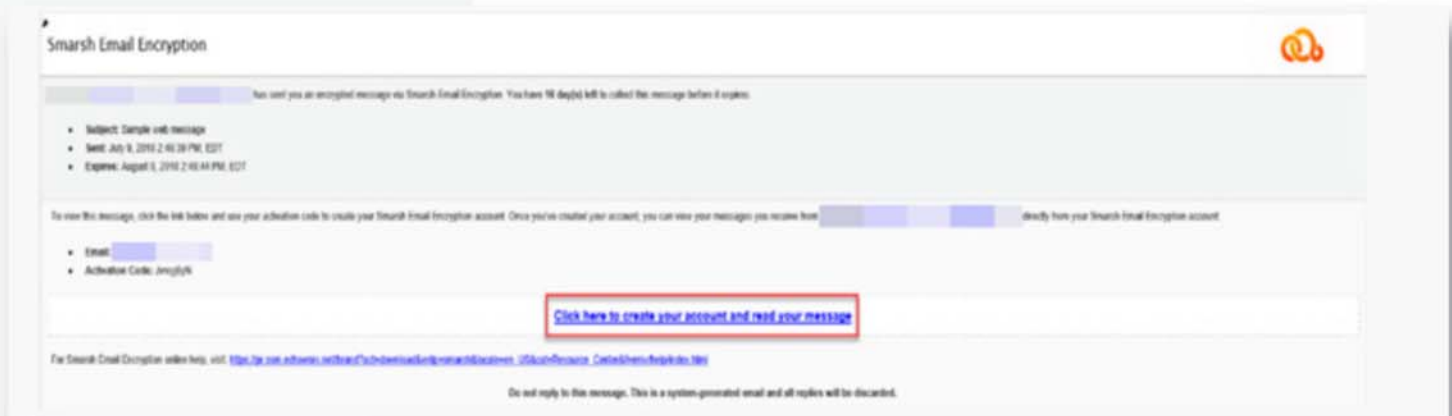 Smarsh Email Encryption
has sent you an encrypted message via Smarsh Email Encryption. You have 10 day(s) left to collect this message before it expires.
Subject: Sample web message
Sent: July 9, 2018 2:46:39 PM, EDT
Expires: August 8, 2018 2:46:44 PM, EDT
To view this message, click the link below and use your activation code to create your Smarsh Email Encryption account. Once you've created your account, you can view your messages you receive from directly from your Smarsh Email Encryption account.
Email:
Activation Code:
Click here to create your account and read your message
For Smarsh Email Encryption online help, visit:
Do not reply to this message. This is a system-generated email and all replies will be discarded.